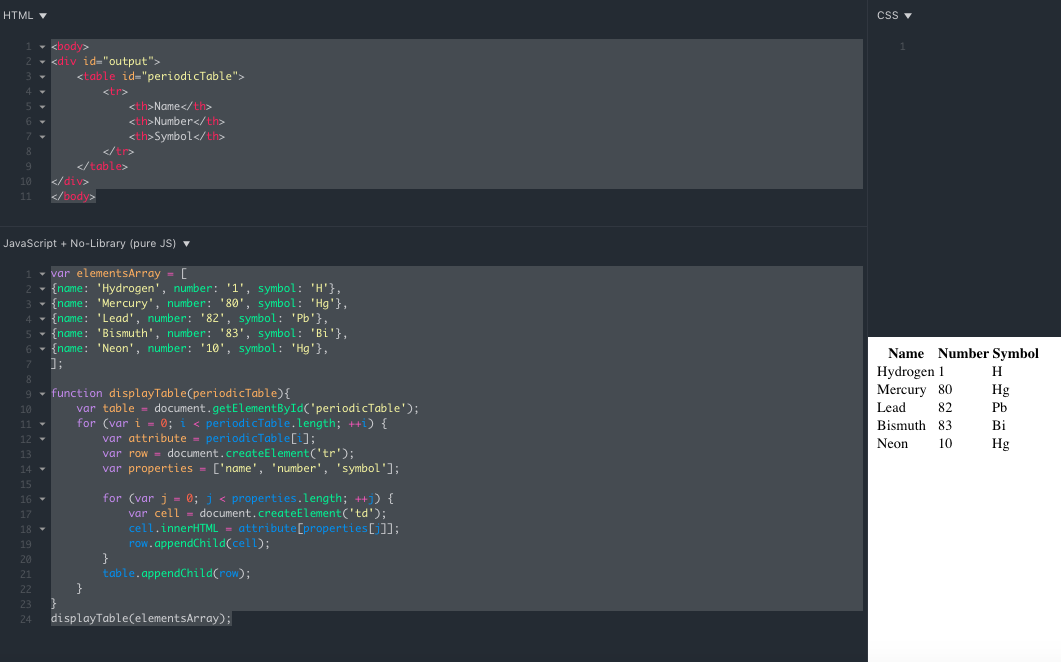 HTML ▼
1 <body>
2 <div id="output">
3     <table id="periodicTable">
4         <tr>
5             <th>Name</th>
6             <th>Number</th>
7             <th>Symbol</th>
8         </tr>
9     </table>
10 </div>
11 </body>
JavaScript + No-Library (pure JS) ▼
1 var elementsArray = [
2 {name: 'Hydrogen', number: '1', symbol: 'H'},
3 {name: 'Mercury', number: '80', symbol: 'Hg'},
4 {name: 'Lead', number: '82', symbol: 'Pb'},
5 {name: 'Bismuth', number: '83', symbol: 'Bi'},
6 {name: 'Neon', number: '10', symbol: 'Hg'},
7 ];
8
9 function displayTable(periodicTable){
10     var table = document.getElementById('periodicTable');
11     for (var i = 0; i < periodicTable.length; ++i) {
12         var attribute = periodicTable[i];
13         var row = document.createElement('tr');
14         var properties = ['name', 'number', 'symbol'];
15
16         for (var j = 0; j < properties.length; ++j) {
17             var cell = document.createElement('td');
18             cell.innerHTML = attribute[properties[j]];
19             row.appendChild(cell);
20         }
21         table.appendChild(row);
22     }
23 }
24 displayTable(elementsArray);
CSS ▼
1
Name Number Symbol
Hydrogen 1 H
Mercury 80 Hg
Lead 82 Pb
Bismuth 83 Bi
Neon 10 Hg